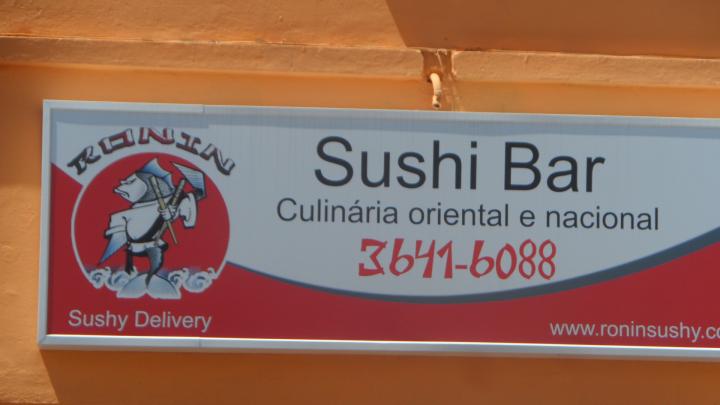 RONIN
Sushy Delivery
Sushi Bar
Culinária oriental e nacional
3641-6088
www.roninsushy.co